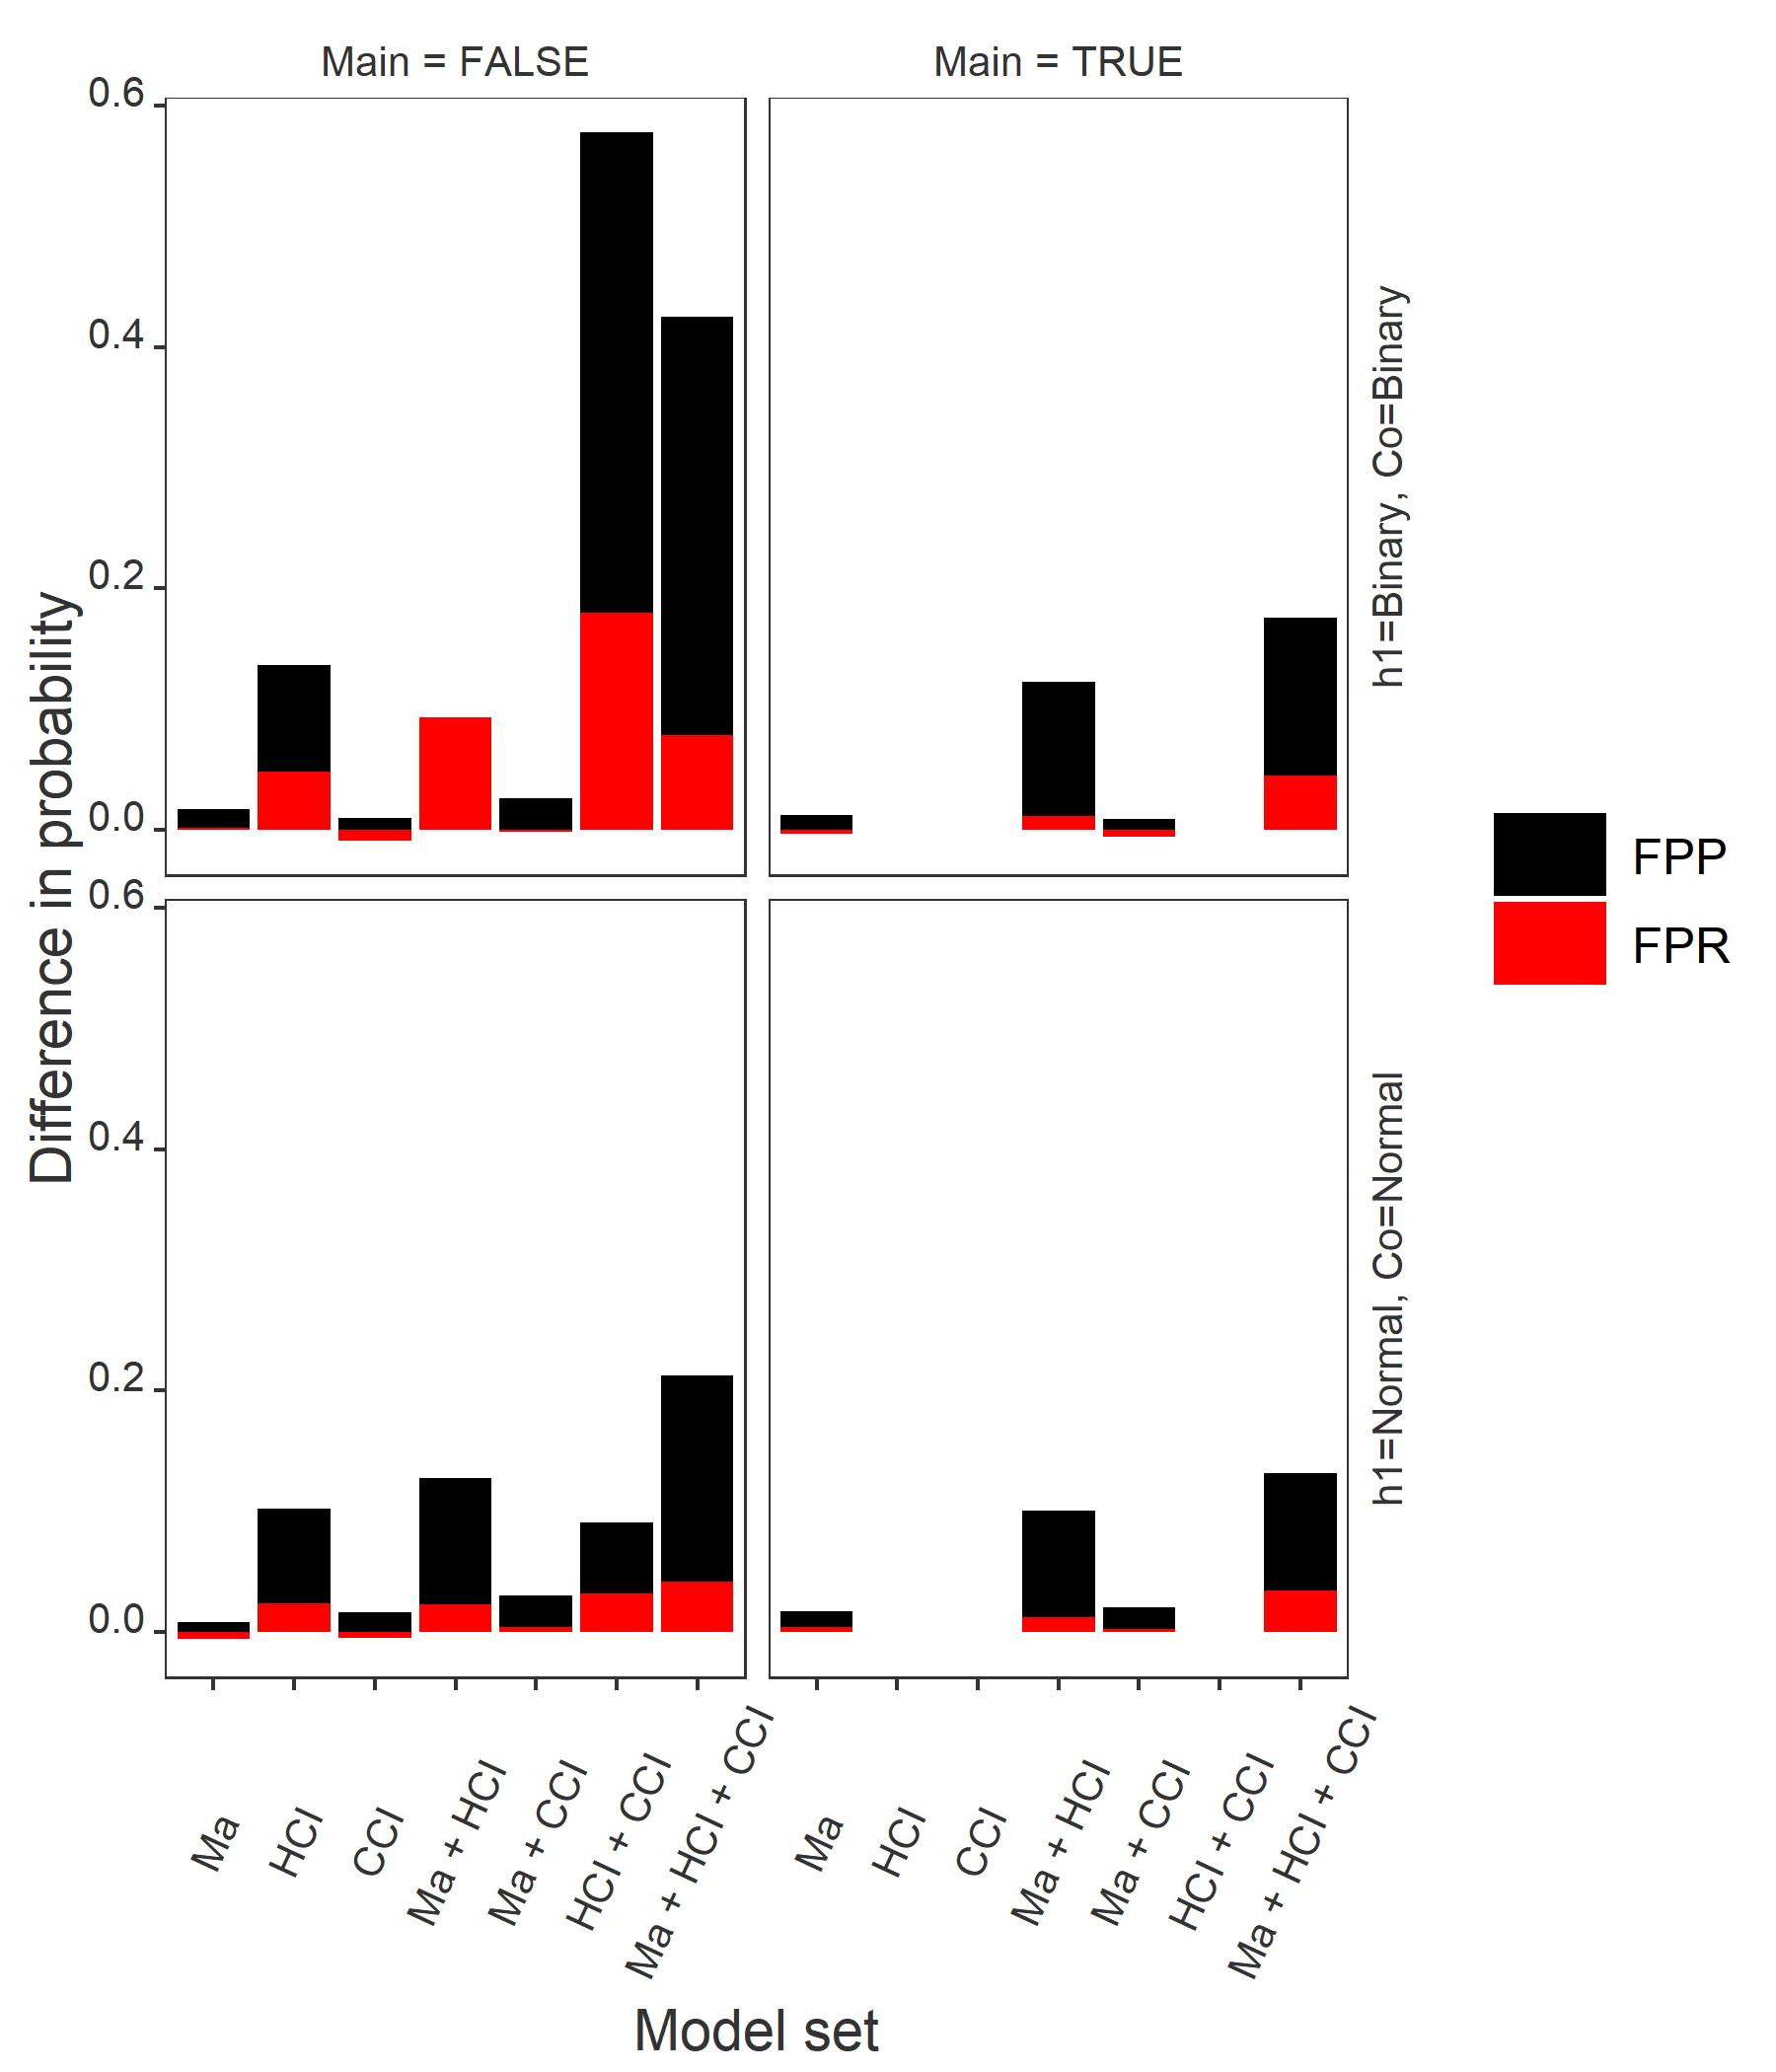 Main = FALSE
Main = TRUE
0.6
0.4
0.2
0.0
h1=Binary, Co=Binary
0.6
0.4
0.2
0.0
h1=Normal, Co=Normal
Difference in probability
FPP
FPR
Ma
HCI
CCI
Ma + HCI
Ma + CCI
HCI + CCI
Ma + HCI + CCI
Ma
HCI
CCI
Ma + HCI
Ma + CCI
HCI + CCI
Ma + HCI + CCI
Model set